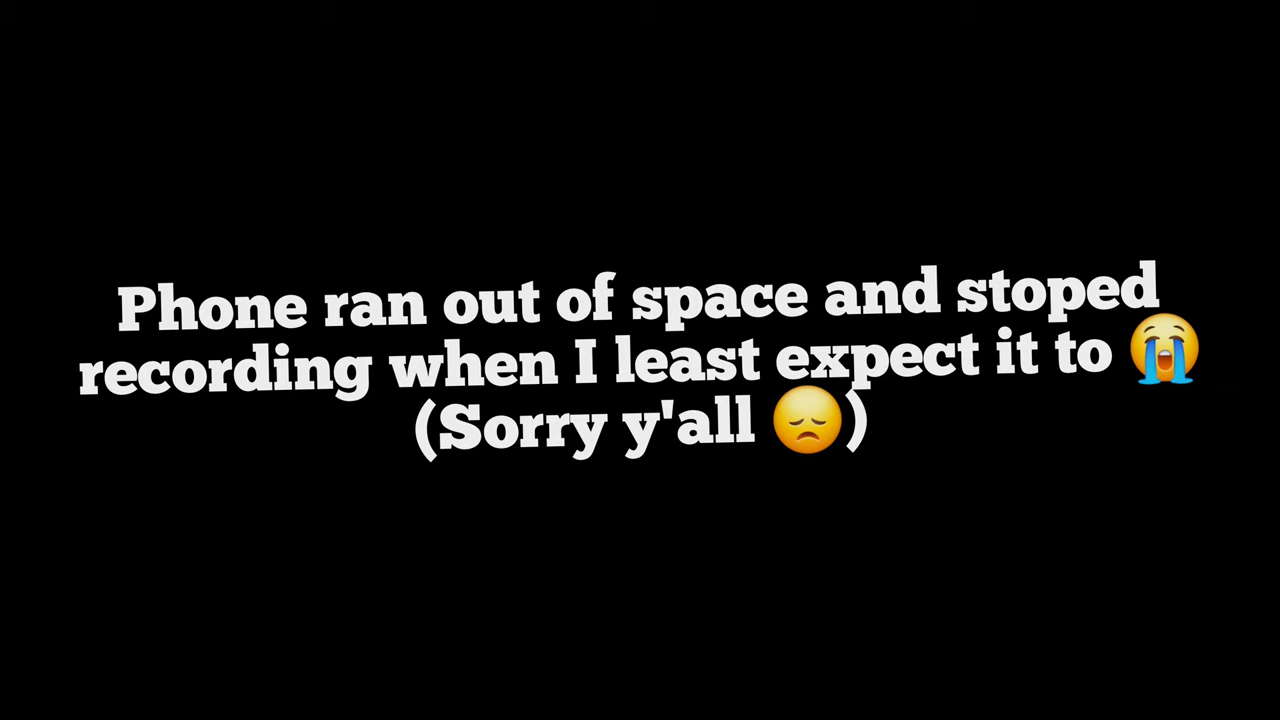 Phone ran out of space and stoped
recording when I least expect it to 😭
(Sorry y'all 😞)